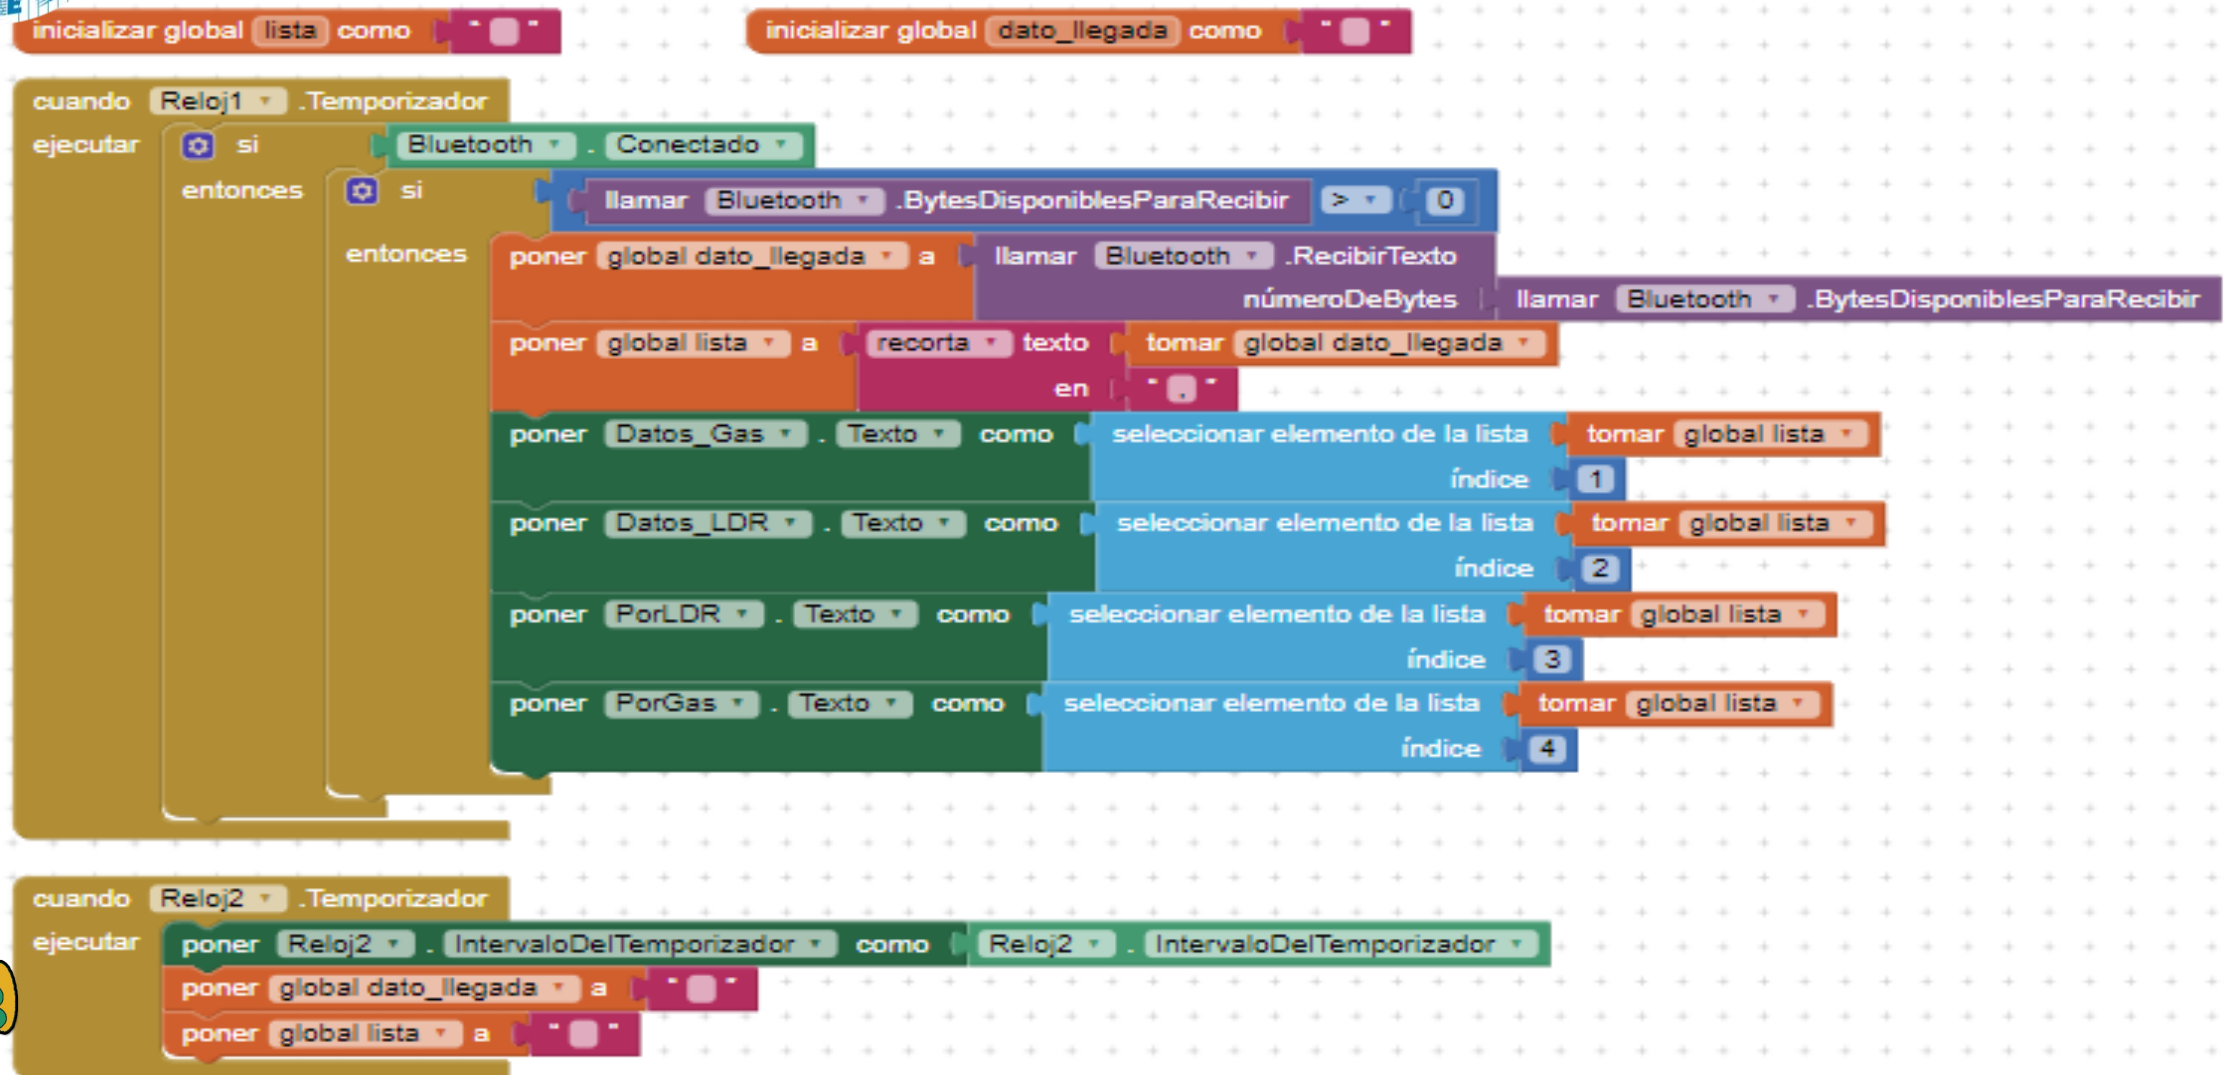 E
inicializar global lista como " "
inicializar global dato_llegada como " "
cuando Reloj1 .Temporizador
ejecutar si Bluetooth . Conectado
entonces si llamar Bluetooth .BytesDisponiblesParaRecibir > 0
entonces poner global dato_llegada a llamar Bluetooth .RecibirTexto
númeroDeBytes llamar Bluetooth .BytesDisponiblesParaRecibir
poner global lista a recorta texto tomar global dato_llegada
en " , "
poner Datos_Gas . Texto como seleccionar elemento de la lista tomar global lista
índice 1
poner Datos_LDR . Texto como seleccionar elemento de la lista tomar global lista
índice 2
poner PorLDR . Texto como seleccionar elemento de la lista tomar global lista
índice 3
poner PorGas . Texto como seleccionar elemento de la lista tomar global lista
índice 4
cuando Reloj2 .Temporizador
ejecutar poner Reloj2 . IntervaloDelTemporizador como Reloj2 . IntervaloDelTemporizador
poner global dato_llegada a " "
poner global lista a " "